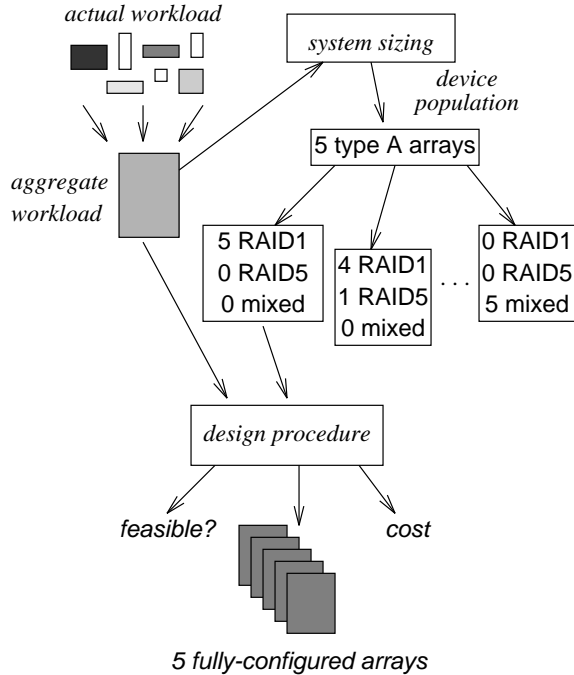 actual workload
system sizing
device
population
5 type A arrays
aggregate
workload
5 RAID1
0 RAID5
0 mixed
4 RAID1
1 RAID5
0 mixed
. . .
0 RAID1
0 RAID5
5 mixed
design procedure
feasible?
cost
5 fully-configured arrays